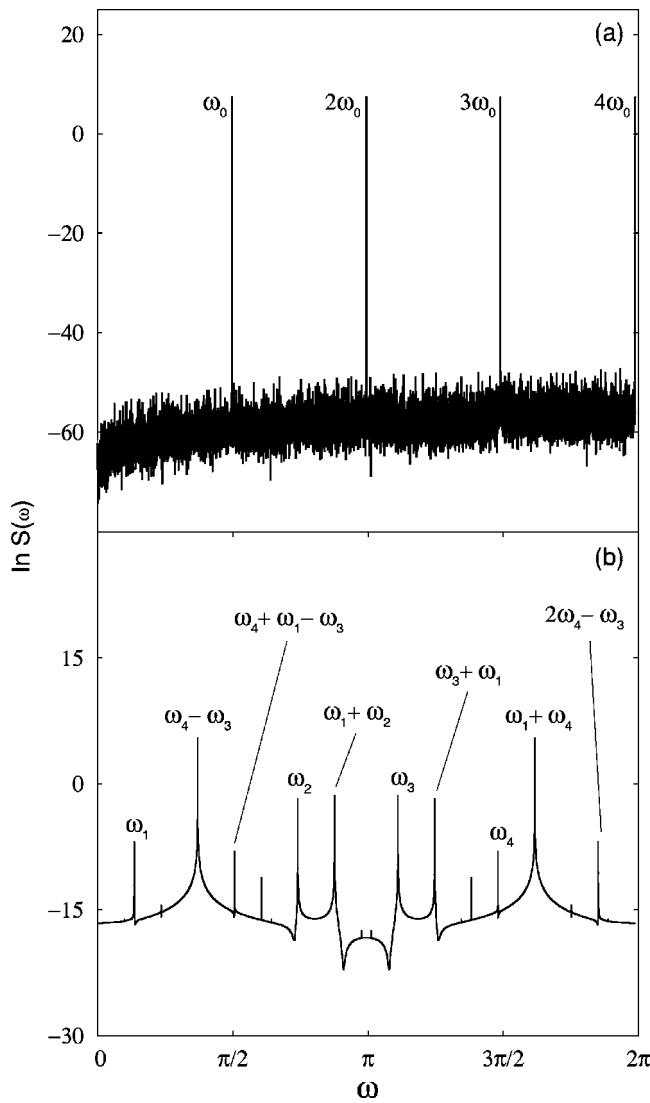 (a)
20
ω₀ 2ω₀ 3ω₀ 4ω₀
0
−20
−40
−60
ln S(ω)
(b)
ω₄+ ω₁− ω₃
2ω₄− ω₃
15
ω₃+ ω₁
ω₄− ω₃
ω₁+ ω₂
ω₁+ ω₄
ω₂
ω₃
0
ω₁
ω₄
−15
−30
0 π/2 π 3π/2 2π
ω